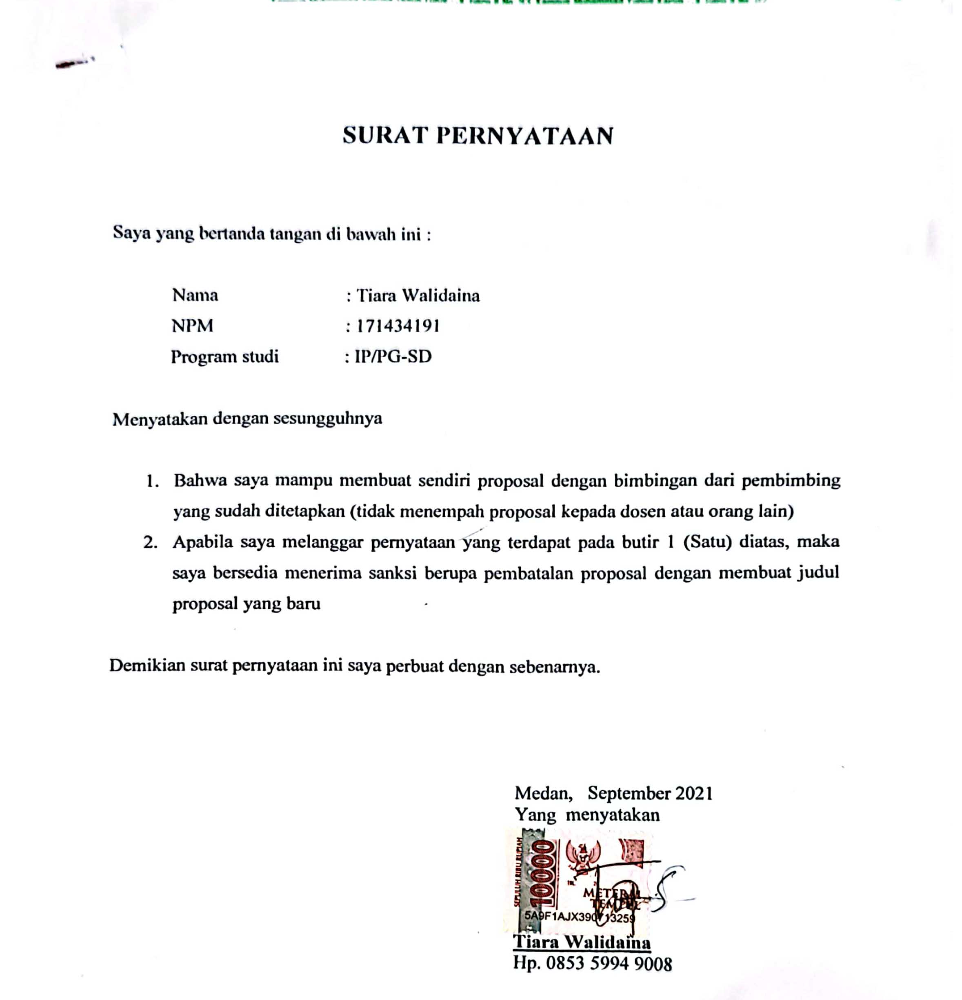 SURAT PERNYATAAN
Saya yang bertanda tangan di bawah ini :
Nama : Tiara Walidaina
NPM : 171434191
Program studi : IP/PG-SD
Menyatakan dengan sesungguhnya
1. Bahwa saya mampu membuat sendiri proposal dengan bimbingan dari pembimbing
yang sudah ditetapkan (tidak menempah proposal kepada dosen atau orang lain)
2. Apabila saya melanggar pernyataan yang terdapat pada butir 1 (Satu) diatas, maka
saya bersedia menerima sanksi berupa pembatalan proposal dengan membuat judul
proposal yang baru
Demikian surat pernyataan ini saya perbuat dengan sebenarnya.
Medan, September 2021
Yang menyatakan
SEPULUH RIBU RUPIAH
10000
METERAI
TEMPEL
Tiara Walidaina
Hp. 0853 5994 9008